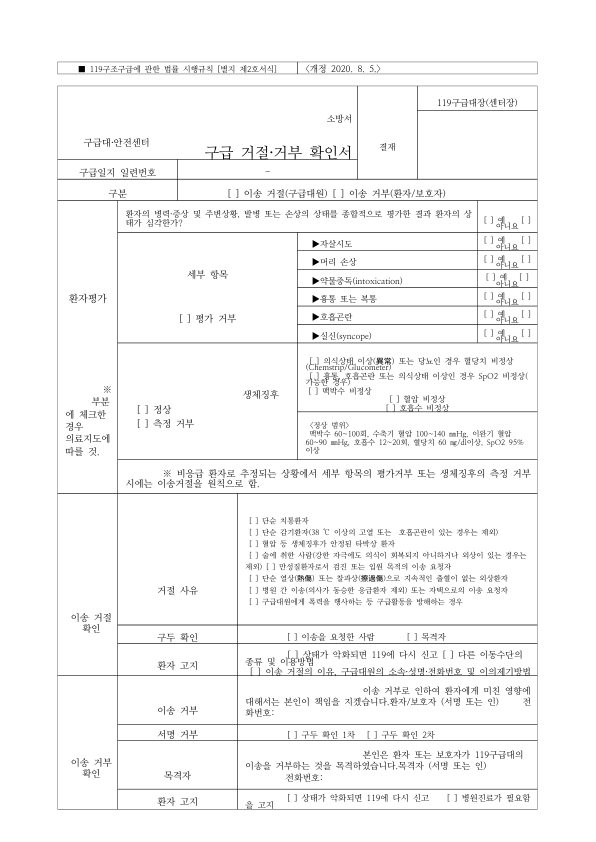 ■ 119구조구급에 관한 법률 시행규칙 [별지 제2호서식] 〈개정 2020. 8. 5.〉
119구급대장(센터장)
소방서
구급대·안전센터
구급 거절·거부 확인서
결재
구급일지 일련번호 -
구분 [ ] 이송 거절(구급대원) [ ] 이송 거부(환자/보호자)
환자평가
※
부분
에 체크한
경우
의료지도에
따를 것.
환자의 병력·증상 및 주변상황, 발병 또는 손상의 상태를 종합적으로 평가한 결과 환자의 상
태가 심각한가?
[ ] 예 [ ]
아니요
세부 항목
[ ] 평가 거부
▶자살시도 [ ] 예 [ ]
아니요
▶머리 손상 [ ] 예 [ ]
아니요
▶약물중독(intoxication) [ ] 예 [ ]
아니요
▶흉통 또는 복통 [ ] 예 [ ]
아니요
▶호흡곤란 [ ] 예 [ ]
아니요
▶실신(syncope) [ ] 예 [ ]
아니요
생체징후
[ ] 정상
[ ] 측정 거부
[ ] 의식상태 이상(異常) 또는 당뇨인 경우 혈당치 비정상
(Chemstrip/Glucometer)
[ ] 흉통, 호흡곤란 또는 의식상태 이상인 경우 SpO2 비정상(
가능한 경우)
[ ] 맥박수 비정상
[ ] 혈압 비정상
[ ] 호흡수 비정상
〈정상 범위〉
맥박수 60~100회, 수축기 혈압 100~140 ㎜Hg, 이완기 혈압
60~90 ㎜Hg, 호흡수 12~20회, 혈당치 60 ㎎/dl이상, SpO2 95%
이상
※ 비응급 환자로 추정되는 상황에서 세부 항목의 평가거부 또는 생체징후의 측정 거부
시에는 이송거절을 원칙으로 함.
이송 거절
확인
거절 사유
[ ] 단순 치통환자
[ ] 단순 감기환자(38 ℃ 이상의 고열 또는 호흡곤란이 있는 경우는 제외)
[ ] 혈압 등 생체징후가 안정된 타박상 환자
[ ] 술에 취한 사람(강한 자극에도 의식이 회복되지 아니하거나 외상이 있는 경우는
제외) [ ] 만성질환자로서 검진 또는 입원 목적의 이송 요청자
[ ] 단순 열상(熱傷) 또는 찰과상(擦過傷)으로 지속적인 출혈이 없는 외상환자
[ ] 병원 간 이송(의사가 동승한 응급환자 제외) 또는 자택으로의 이송 요청자
[ ] 구급대원에게 폭력을 행사하는 등 구급활동을 방해하는 경우
구두 확인 [ ] 이송을 요청한 사람 [ ] 목격자
환자 고지
[ ] 상태가 악화되면 119에 다시 신고 [ ] 다른 이동수단의
종류 및 이용방법
[ ] 이송 거절의 이유, 구급대원의 소속·성명·전화번호 및 이의제기방법
이송 거부
확인
이송 거부
이송 거부로 인하여 환자에게 미친 영향에
대해서는 본인이 책임을 지겠습니다.환자/보호자 (서명 또는 인) 전
화번호:
서명 거부 [ ] 구두 확인 1차 [ ] 구두 확인 2차
목격자
본인은 환자 또는 보호자가 119구급대의
이송을 거부하는 것을 목격하였습니다.목격자 (서명 또는 인)
전화번호:
환자 고지
[ ] 상태가 악화되면 119에 다시 신고 [ ] 병원진료가 필요함
을 고지